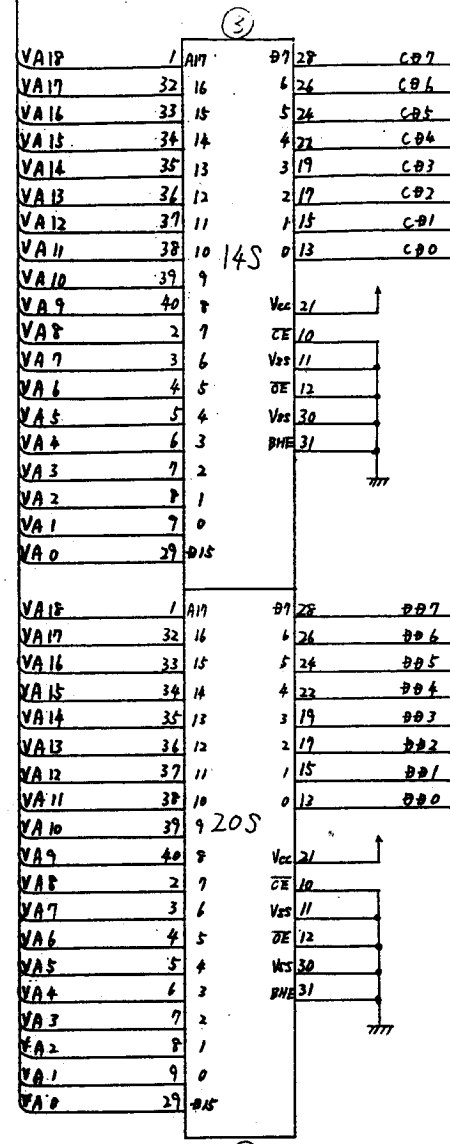 3
VA18 1 A17 D7 28 CD7
VA17 32 16 6 26 CD6
VA16 33 15 5 24 CD5
VA15 34 14 4 22 CD4
VA14 35 13 3 19 CD3
VA13 36 12 2 17 CD2
VA12 37 11 1 15 CD1
VA11 38 10 14S 0 13 CD0
VA10 39 9
VA9 40 8 Vcc 21
VA8 2 7 CE 10
VA7 3 6 Vss 11
VA6 4 5 OE 12
VA5 5 4 Vss 30
VA4 6 3 BHE 31
VA3 7 2
VA2 8 1
VA1 9 0
VA0 29 D15
VA18 1 A17 D7 28 DD7
VA17 32 16 6 26 DD6
VA16 33 15 5 24 DD5
VA15 34 14 4 22 DD4
VA14 35 13 3 19 DD3
VA13 36 12 2 17 DD2
VA12 37 11 1 15 DD1
VA11 38 10 0 13 DD0
VA10 39 9 20S
VA9 40 8 Vcc 21
VA8 2 7 CE 10
VA7 3 6 Vss 11
VA6 4 5 OE 12
VA5 5 4 Vss 30
VA4 6 3 BHE 31
VA3 7 2
VA2 8 1
VA1 9 0
VA0 29 D15